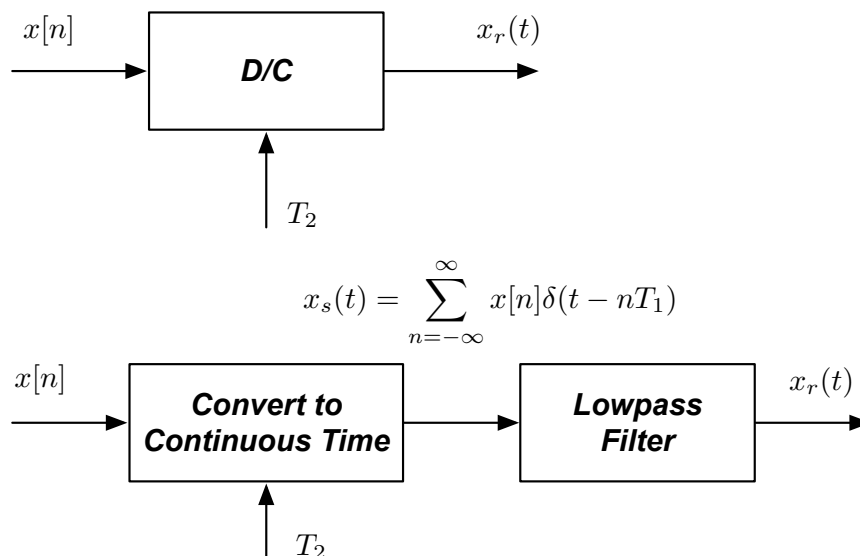 x[n]
x_r(t)
D/C
T_2
x_s(t) = \sum_{n=-\infty}^{\infty} x[n]\delta(t - nT_1)
x[n]
x_r(t)
Convert to
Continuous Time
Lowpass
Filter
T_2